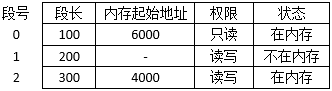 段号 段长 内存起始地址 权限 状态
0 100 6000 只读 在内存
1 200 - 读写 不在内存
2 300 4000 读写 在内存